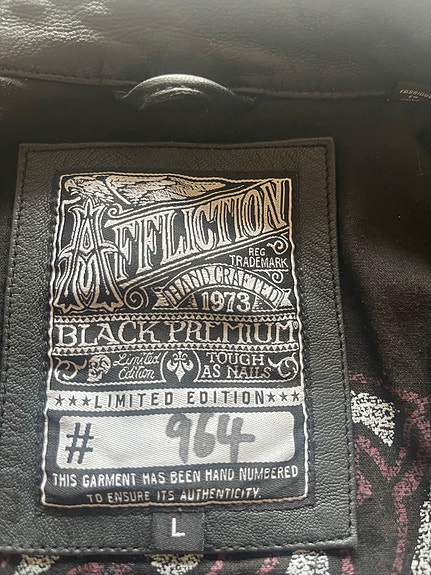 AFFLICTION
REG
TRADEMARK
HAND CRAFTED
1973
BLACK PREMIUM
Limited
Edition
TOUGH
AS NAILS
★★★LIMITED EDITION★★★
# 964
THIS GARMENT HAS BEEN HAND NUMBERED
TO ENSURE ITS AUTHENTICITY.
L